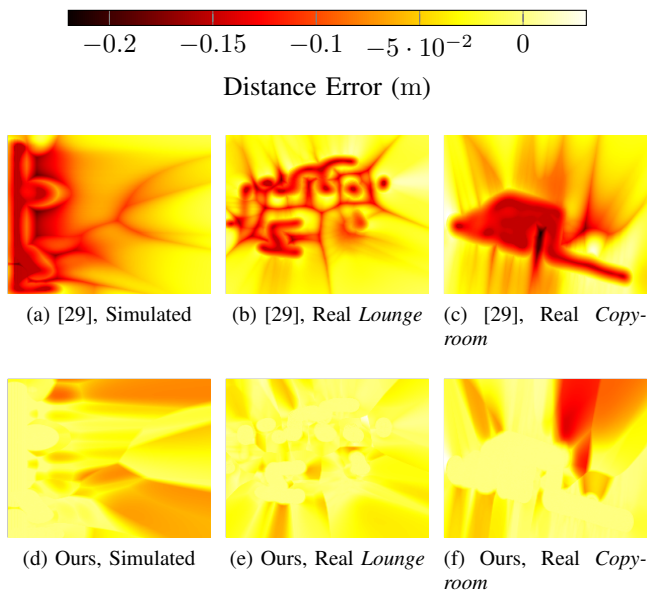 −0.2 −0.15 −0.1 −5 · 10⁻² 0
Distance Error (m)
(a) [29], Simulated
(b) [29], Real Lounge
(c) [29], Real Copy-
room
(d) Ours, Simulated
(e) Ours, Real Lounge
(f) Ours, Real Copy-
room